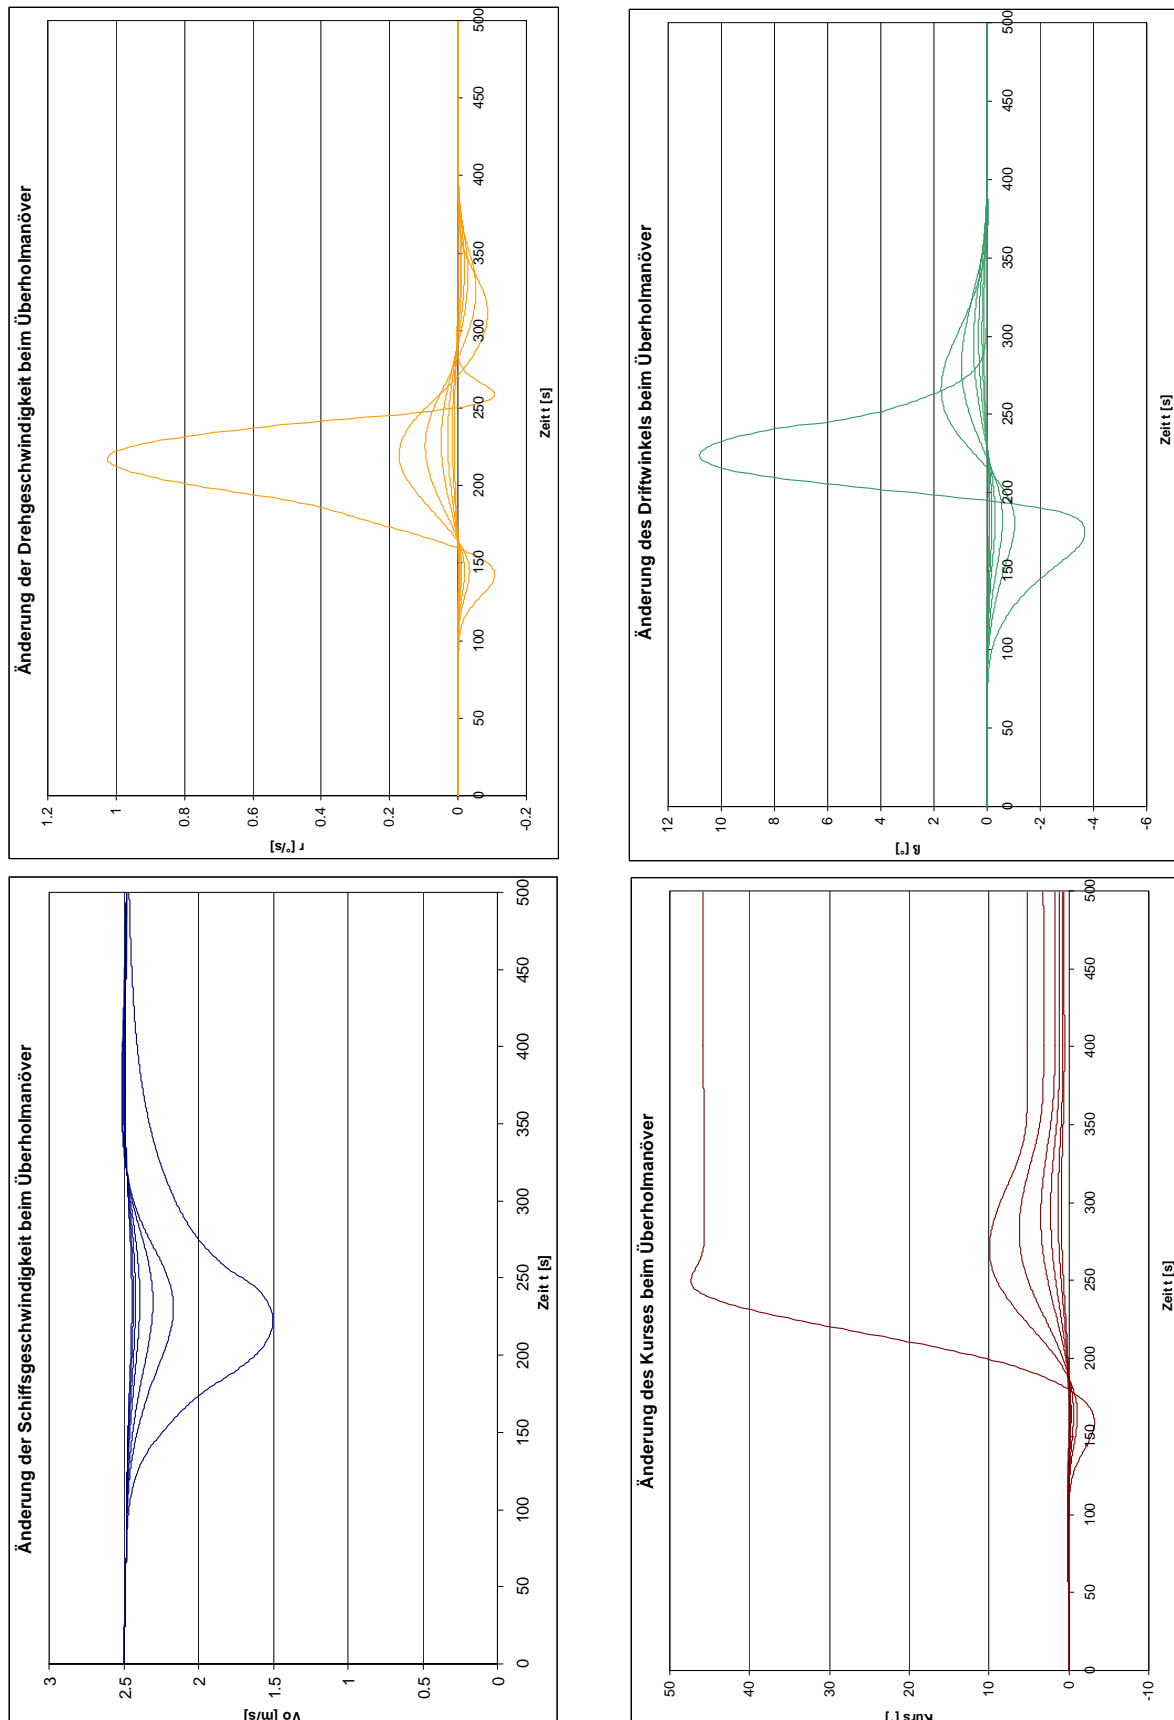 Änderung der Schiffsgeschwindigkeit beim Überholmanöver
Vo [m/s]
3
2.5
2
1.5
1
0.5
0
0 50 100 150 200 250 300 350 400 450 500
Zeit t [s]
Änderung der Drehgeschwindigkeit beim Überholmanöver
r [°/s]
1.2
1
0.8
0.6
0.4
0.2
0
-0.2
0 50 100 150 200 250 300 350 400 450 500
Zeit t [s]
Änderung des Kurses beim Überholmanöver
Kurs [°]
50
40
30
20
10
0
-10
0 50 100 150 200 250 300 350 400 450 500
Zeit t [s]
Änderung des Driftwinkels beim Überholmanöver
ß [°]
12
10
8
6
4
2
0
-2
-4
-6
0 50 100 150 200 250 300 350 400 450 500
Zeit t [s]